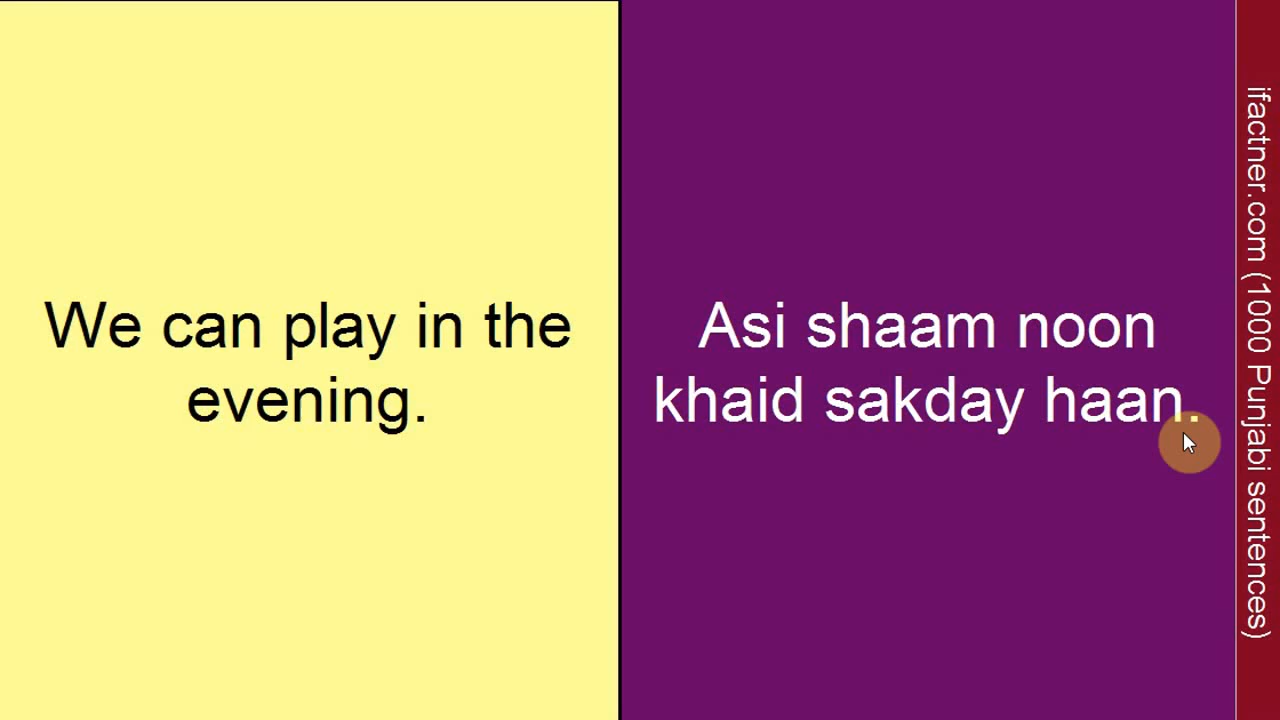 We can play in the
evening.
Asi shaam noon
khaid sakday haan.
ifactner.com (1000 Punjabi sentences)